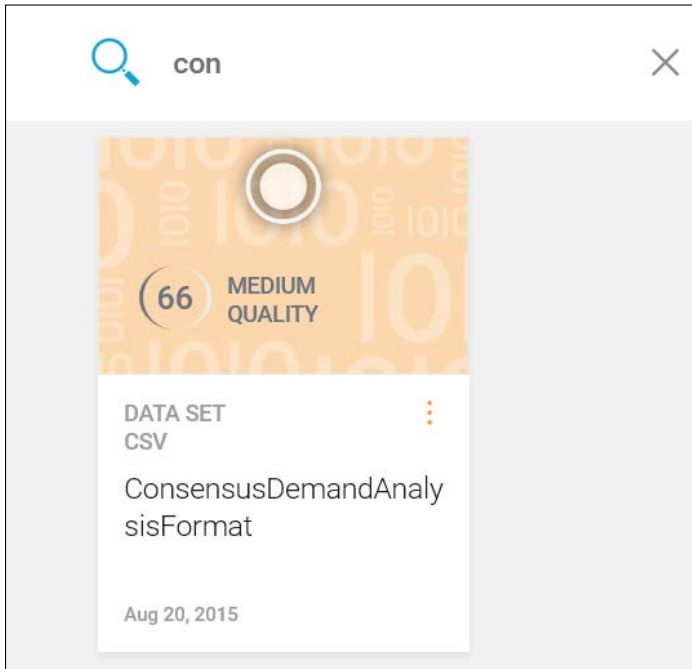 con
66
MEDIUM
QUALITY
DATA SET
CSV
ConsensusDemandAnaly
sisFormat
Aug 20, 2015